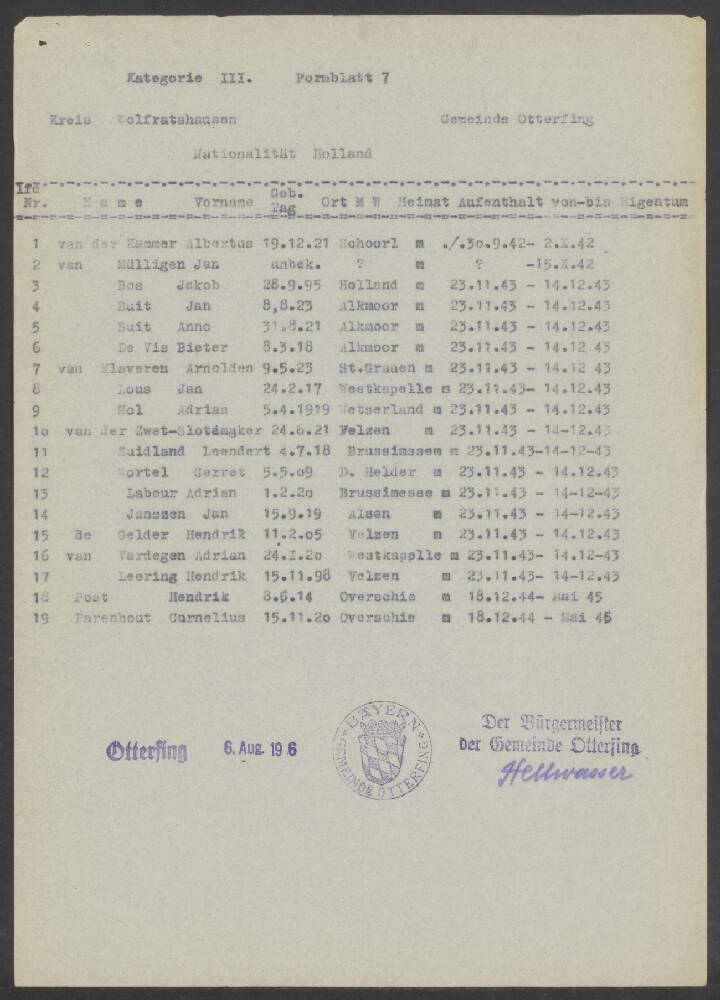 Kategorie III. Formblatt 7
Kreis Wolfratshausen Gemeinde Otterfing
Nationalität Holland
lfd. Nr. N a m e Vorname Geb. Tag Ort M W Heimat Aufenthalt von-bis Eigentum
1 van der Kammer Albertus 19.12.21 Schoorl m ./.30.9.42- 2.X.42
2 van Mülligen Jan unbek. ? m ? -15.X.42
3 Bos Jakob 28.9.95 Holland m 23.11.43 - 14.12.43
4 Buit Jan 8,8.23 Alkmoor m 23.11.43 - 14.12.43
5 Buit Anno 31.8.21 Alkmoor m 23.11.43 - 14.12.43
6 De Vis Pieter 8.3.18 Alkmoor m 23.11.43 - 14.12 43
7 van Klaveren Arnolden 9.5.23 St.Grauen m 23.11.43 - 14.12 43
8 Lous Jan 24.2.17 Westkapelle m 23.11.43- 14.12 43
9 Mol Adrian 5.4.1919 Wetserland m 23.11.43 - 14.12.43
10 van der Zwet-Slotemaker 24.6.21 Velzen m 23.11.43 - 14-12.43
11 Zuidland Leendert 4.7.18 Brussimssem m 23.11.43-14-12-43
12 Wortel Gerret 5.5.09 D. Helder m 23.11.43 - 14.12.43
13 Labour Adrian 1.2.20 Brussimesse m 23.11.43 - 14-12-43
14 Janssen Jan 15.9.19 Alsen m 23.11.43 - 14-12.43
15 de Gelder Hendrik 11.2.05 Velsen m 23.11.43 - 14.12.43
16 van Vardegen Adrian 24.I.20 Westkapplle m 23.11.43- 14-12.43
17 Leering Hendrik 15.11.98 Velzen m 23.11.43- 14-12.43
18 Post Hendrik 8.6.14 Overschie m 18.12.44- Mai 45
19 Parenhout Cornelius 15.11.20 Overschie m 18.12.44 - Mai 45
Otterfing 6. Aug. 19 6
BAYERN
GEMEINDE OTTERFING
Der Bürgermeister
der Gemeinde Otterfing
Hellwasser